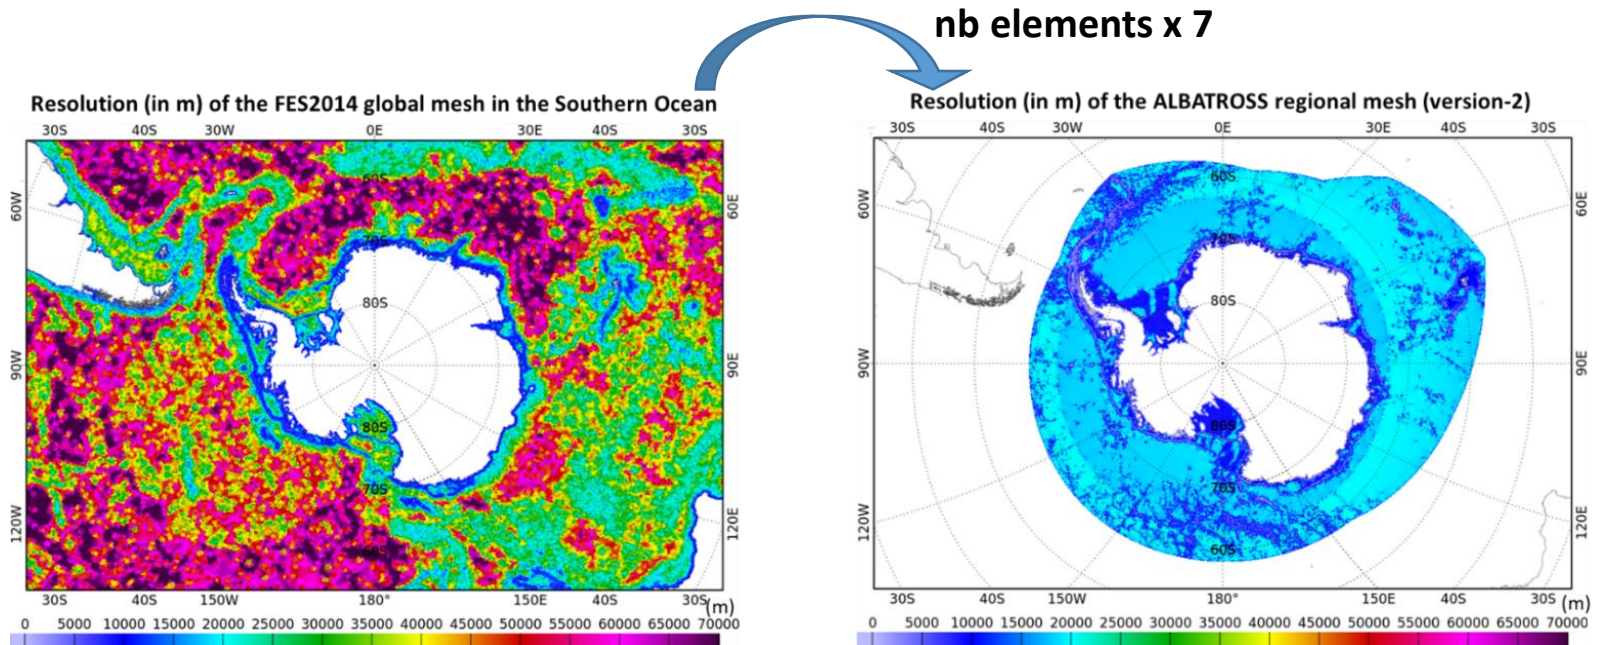 nb elements x 7
Resolution (in m) of the FES2014 global mesh in the Southern Ocean
30S 40S 30W 0E 30E 40S 30S
60W
60S
60E
70S
80S
90W
90E
80S
70S
120W
120E
60S
30S 40S 150W 180° 150E 40S 30S (m)
0 5000 10000 15000 20000 25000 30000 35000 40000 45000 50000 55000 60000 65000 70000
Resolution (in m) of the ALBATROSS regional mesh (version-2)
30S 40S 30W 0E 30E 40S 30S
60W
60S
60E
70S
80S
90W
90E
80S
70S
120W
120E
60S
30S 40S 150W 180° 150E 40S 30S (m)
0 5000 10000 15000 20000 25000 30000 35000 40000 45000 50000 55000 60000 65000 70000